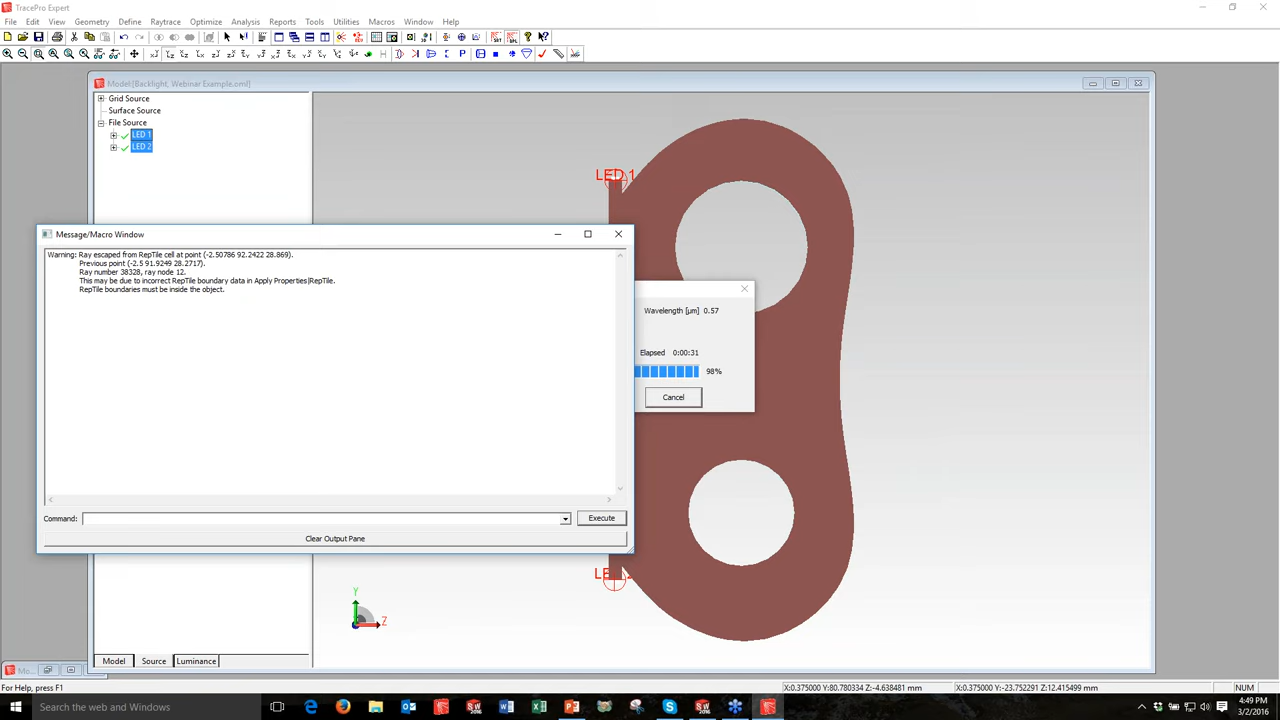 TracePro Expert
File Edit View Geometry Define Raytrace Optimize Analysis Reports Tools Utilities Macros Window Help
Model:[Backlight, Webinar Example.oml]
Grid Source
Surface Source
File Source
LED 1
LED 2
LED 1
Message/Macro Window
Warning: Ray escaped from RepTile cell at point (-2.50786 92.2422 28.869).
Previous point (-2.5 91.9249 28.2717).
Ray number 38328, ray node 12.
This may be due to incorrect RepTile boundary data in Apply Properties|RepTile.
RepTile boundaries must be inside the object.
Wavelength [µm] 0.57
Elapsed 0:00:31
98%
Cancel
Command:
Execute
Clear Output Pane
LE
Y
Z
Model Source Luminance
Mo...
For Help, press F1
X:0.375000 Y:80.780334 Z:-4.638481 mm
X:0.375000 Y:-23.752291 Z:12.415499 mm
NUM
Search the web and Windows
4:49 PM
3/2/2016